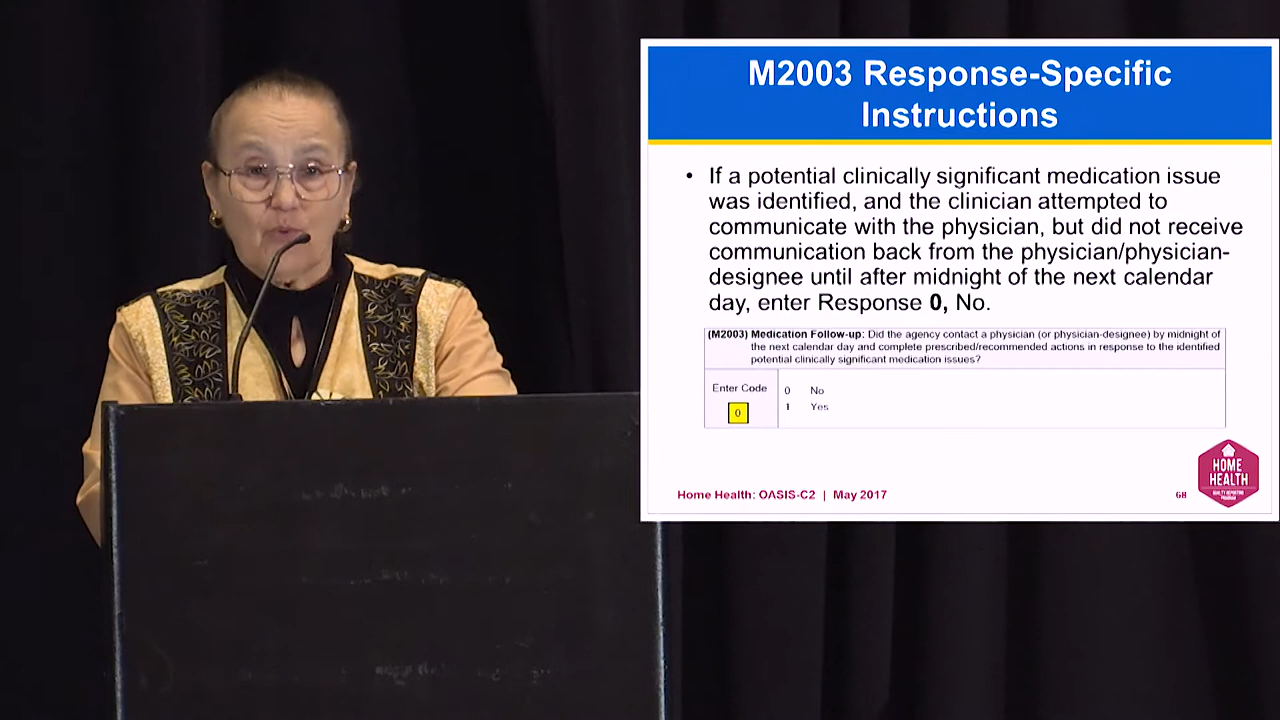 M2003 Response-Specific
Instructions
• If a potential clinically significant medication issue
was identified, and the clinician attempted to
communicate with the physician, but did not receive
communication back from the physician/physician-
designee until after midnight of the next calendar
day, enter Response 0, No.
(M2003) Medication Follow-up: Did the agency contact a physician (or physician-designee) by midnight of
the next calendar day and complete prescribed/recommended actions in response to the identified
potential clinically significant medication issues?
Enter Code
0
0 No
1 Yes
HOME
HEALTH
QUALITY REPORTING
PROGRAM
Home Health: OASIS-C2 | May 2017
68